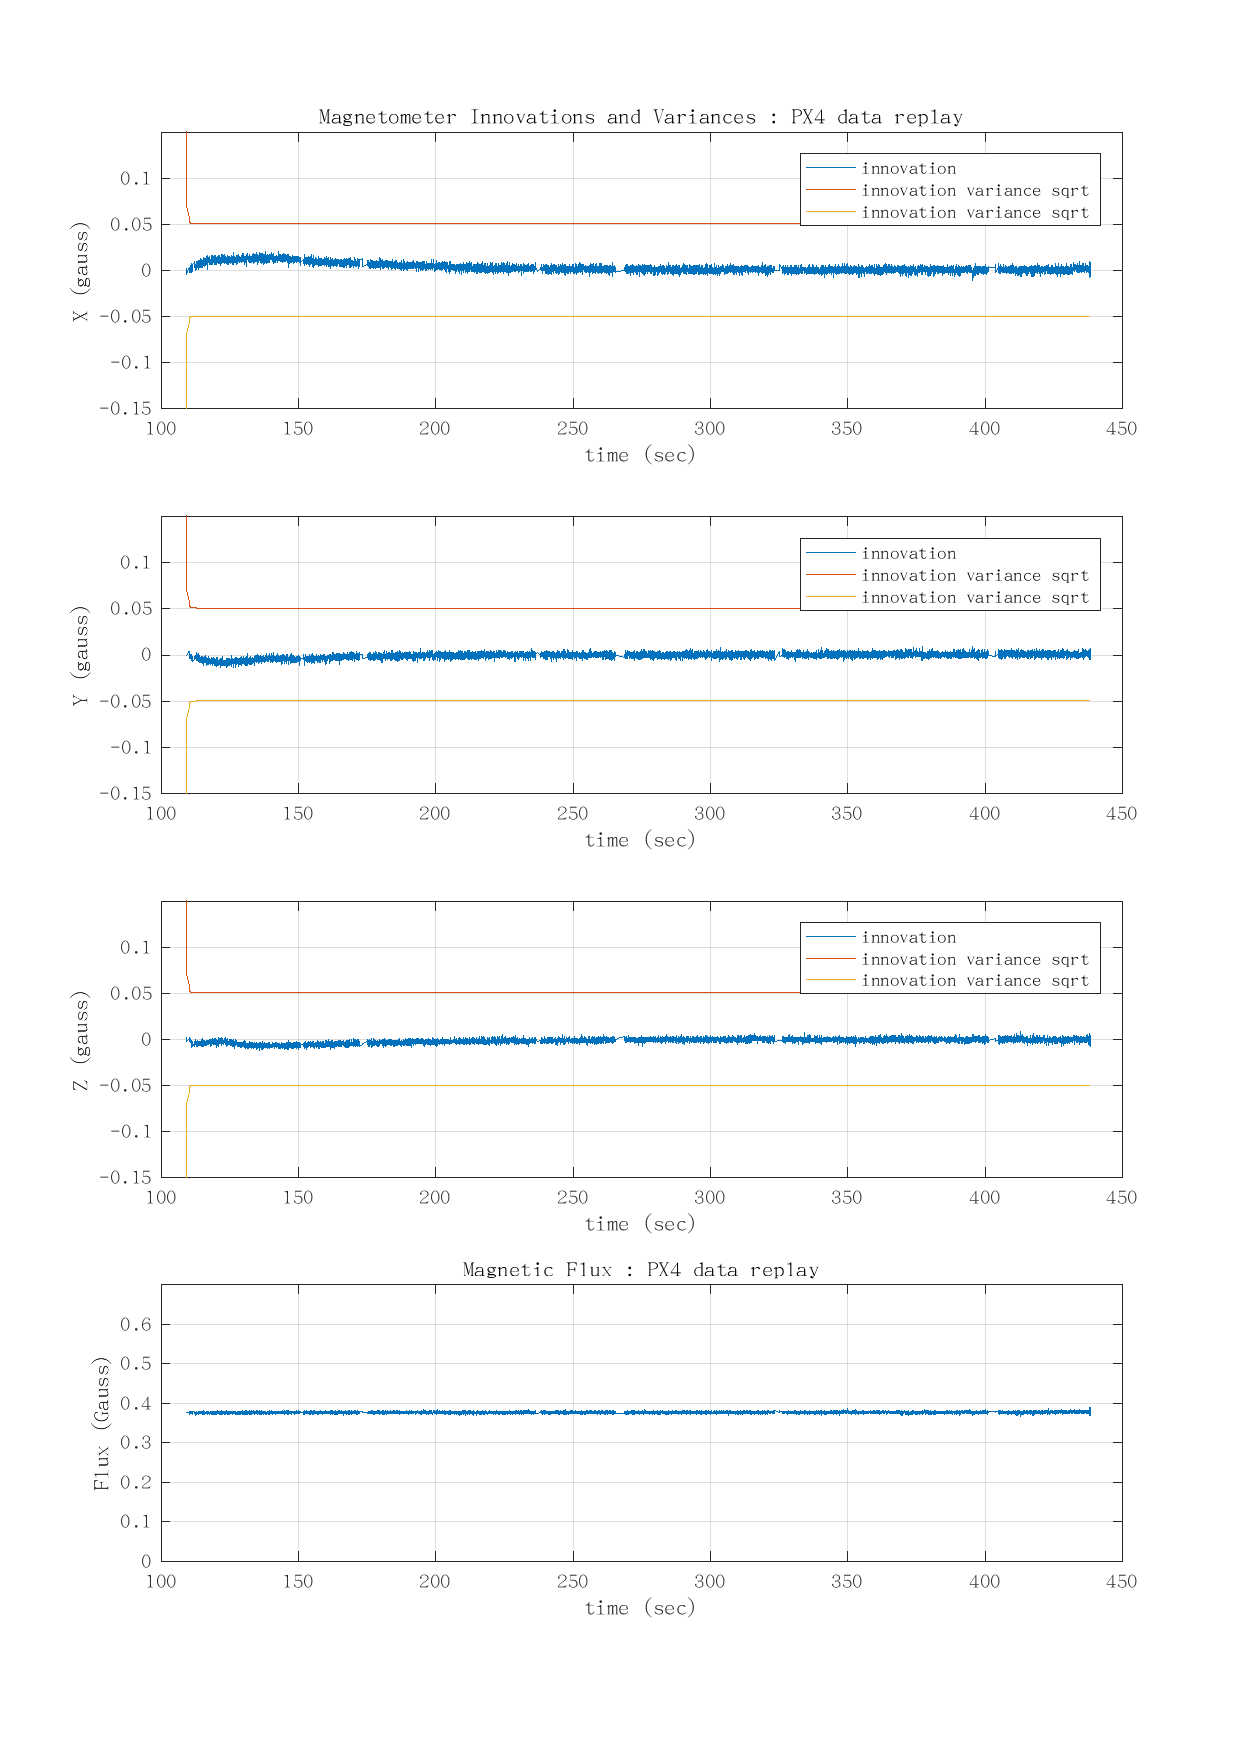 Magnetometer Innovations and Variances : PX4 data replay
innovation
innovation variance sqrt
innovation variance sqrt
0.1
0.05
0
-0.05
-0.1
-0.15
X (gauss)
100 150 200 250 300 350 400 450
time (sec)
innovation
innovation variance sqrt
innovation variance sqrt
0.1
0.05
0
-0.05
-0.1
-0.15
Y (gauss)
100 150 200 250 300 350 400 450
time (sec)
innovation
innovation variance sqrt
innovation variance sqrt
0.1
0.05
0
-0.05
-0.1
-0.15
Z (gauss)
100 150 200 250 300 350 400 450
time (sec)
Magnetic Flux : PX4 data replay
0.6
0.5
0.4
0.3
0.2
0.1
0
Flux (Gauss)
100 150 200 250 300 350 400 450
time (sec)